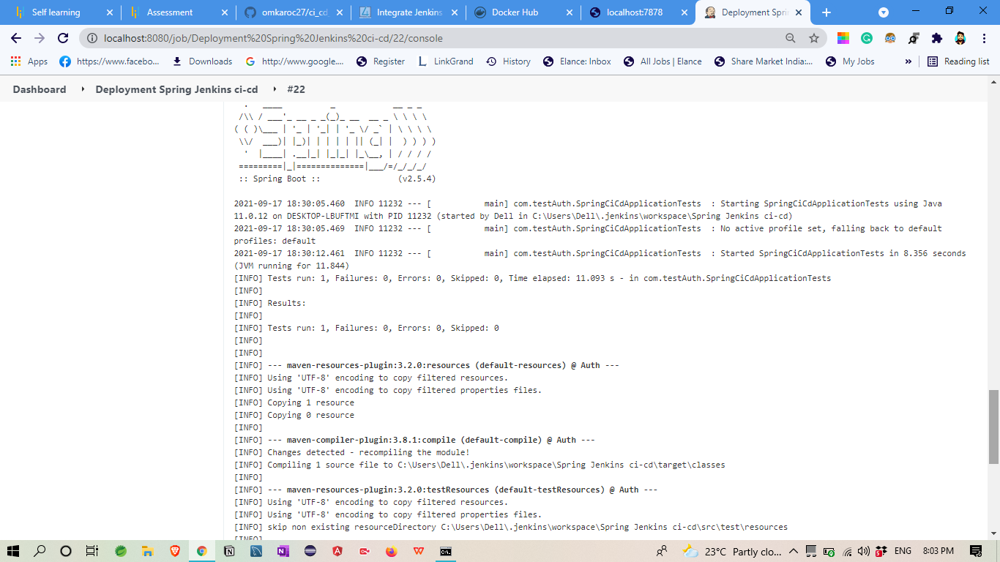 Self learning
Assessment
omkaroc27/ci_cd
Integrate Jenkins
Docker Hub
localhost:7878
Deployment Spri
localhost:8080/job/Deployment%20Spring%20Jenkins%20ci-cd/22/console
Apps
https://www.facebo...
Downloads
http://www.google....
Register
LinkGrand
History
Elance: Inbox
All Jobs | Elance
Share Market India:...
My Jobs
»
Reading list
Dashboard
Deployment Spring Jenkins ci-cd
#22
  .   ____          _            __ _ _
 /\\ / ___'_ __ _ _(_)_ __  __ _ \ \ \ \
( ( )\___ | '_ | '_| | '_ \/ _` | \ \ \ \
 \\/  ___)| |_)| | | | | || (_| |  ) ) ) )
  '  |____| .__|_| |_|_| |_\__, | / / / /
 =========|_|==============|___/=/_/_/_/
 :: Spring Boot ::                (v2.5.4)
2021-09-17 18:30:05.460  INFO 11232 --- [           main] com.testAuth.SpringCiCdApplicationTests  : Starting SpringCiCdApplicationTests using Java
11.0.12 on DESKTOP-LBUFTMI with PID 11232 (started by Dell in C:\Users\Dell\.jenkins\workspace\Spring Jenkins ci-cd)
2021-09-17 18:30:05.469  INFO 11232 --- [           main] com.testAuth.SpringCiCdApplicationTests  : No active profile set, falling back to default
profiles: default
2021-09-17 18:30:12.461  INFO 11232 --- [           main] com.testAuth.SpringCiCdApplicationTests  : Started SpringCiCdApplicationTests in 8.356 seconds
(JVM running for 11.844)
[INFO] Tests run: 1, Failures: 0, Errors: 0, Skipped: 0, Time elapsed: 11.093 s - in com.testAuth.SpringCiCdApplicationTests
[INFO]
[INFO] Results:
[INFO]
[INFO] Tests run: 1, Failures: 0, Errors: 0, Skipped: 0
[INFO]
[INFO]
[INFO] --- maven-resources-plugin:3.2.0:resources (default-resources) @ Auth ---
[INFO] Using 'UTF-8' encoding to copy filtered resources.
[INFO] Using 'UTF-8' encoding to copy filtered properties files.
[INFO] Copying 1 resource
[INFO] Copying 0 resource
[INFO]
[INFO] --- maven-compiler-plugin:3.8.1:compile (default-compile) @ Auth ---
[INFO] Changes detected - recompiling the module!
[INFO] Compiling 1 source file to C:\Users\Dell\.jenkins\workspace\Spring Jenkins ci-cd\target\classes
[INFO]
[INFO] --- maven-resources-plugin:3.2.0:testResources (default-testResources) @ Auth ---
[INFO] Using 'UTF-8' encoding to copy filtered resources.
[INFO] Using 'UTF-8' encoding to copy filtered properties files.
[INFO] skip non existing resourceDirectory C:\Users\Dell\.jenkins\workspace\Spring Jenkins ci-cd\src\test\resources
[INFO]
23°C Partly clo...
ENG
8:03 PM